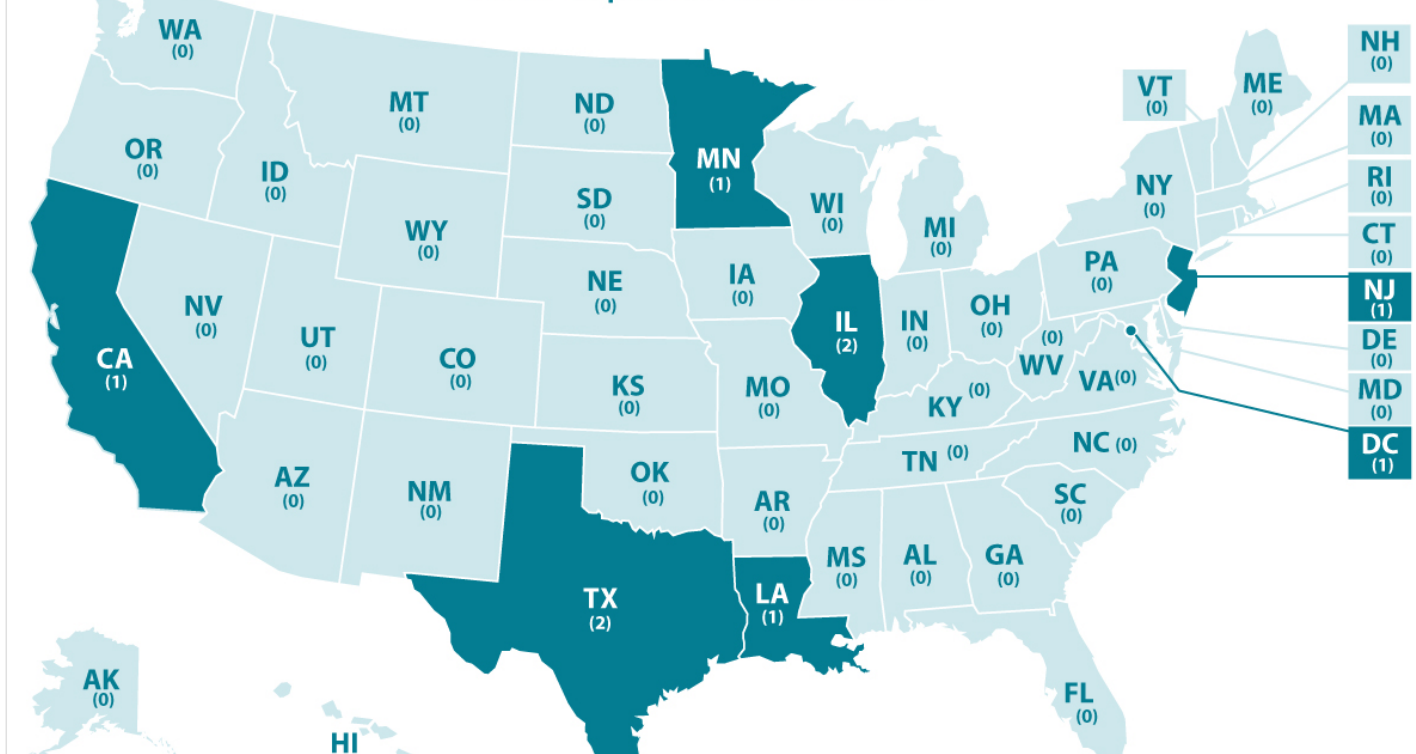 WA
(0)
MT
(0)
ND
(0)
MN
(1)
VT
(0)
ME
(0)
NH
(0)
MA
(0)
RI
(0)
CT
(0)
NJ
(1)
DE
(0)
MD
(0)
DC
(1)
OR
(0)
ID
(0)
WY
(0)
SD
(0)
WI
(0)
MI
(0)
NY
(0)
PA
(0)
NE
(0)
IA
(0)
NV
(0)
UT
(0)
CO
(0)
KS
(0)
MO
(0)
IL
(2)
IN
(0)
OH
(0)
(0)
WV
VA(0)
KY (0)
CA
(1)
AZ
(0)
NM
(0)
OK
(0)
AR
(0)
TN (0)
NC (0)
SC
(0)
MS
(0)
AL
(0)
GA
(0)
TX
(2)
LA
(1)
FL
(0)
AK
(0)
HI